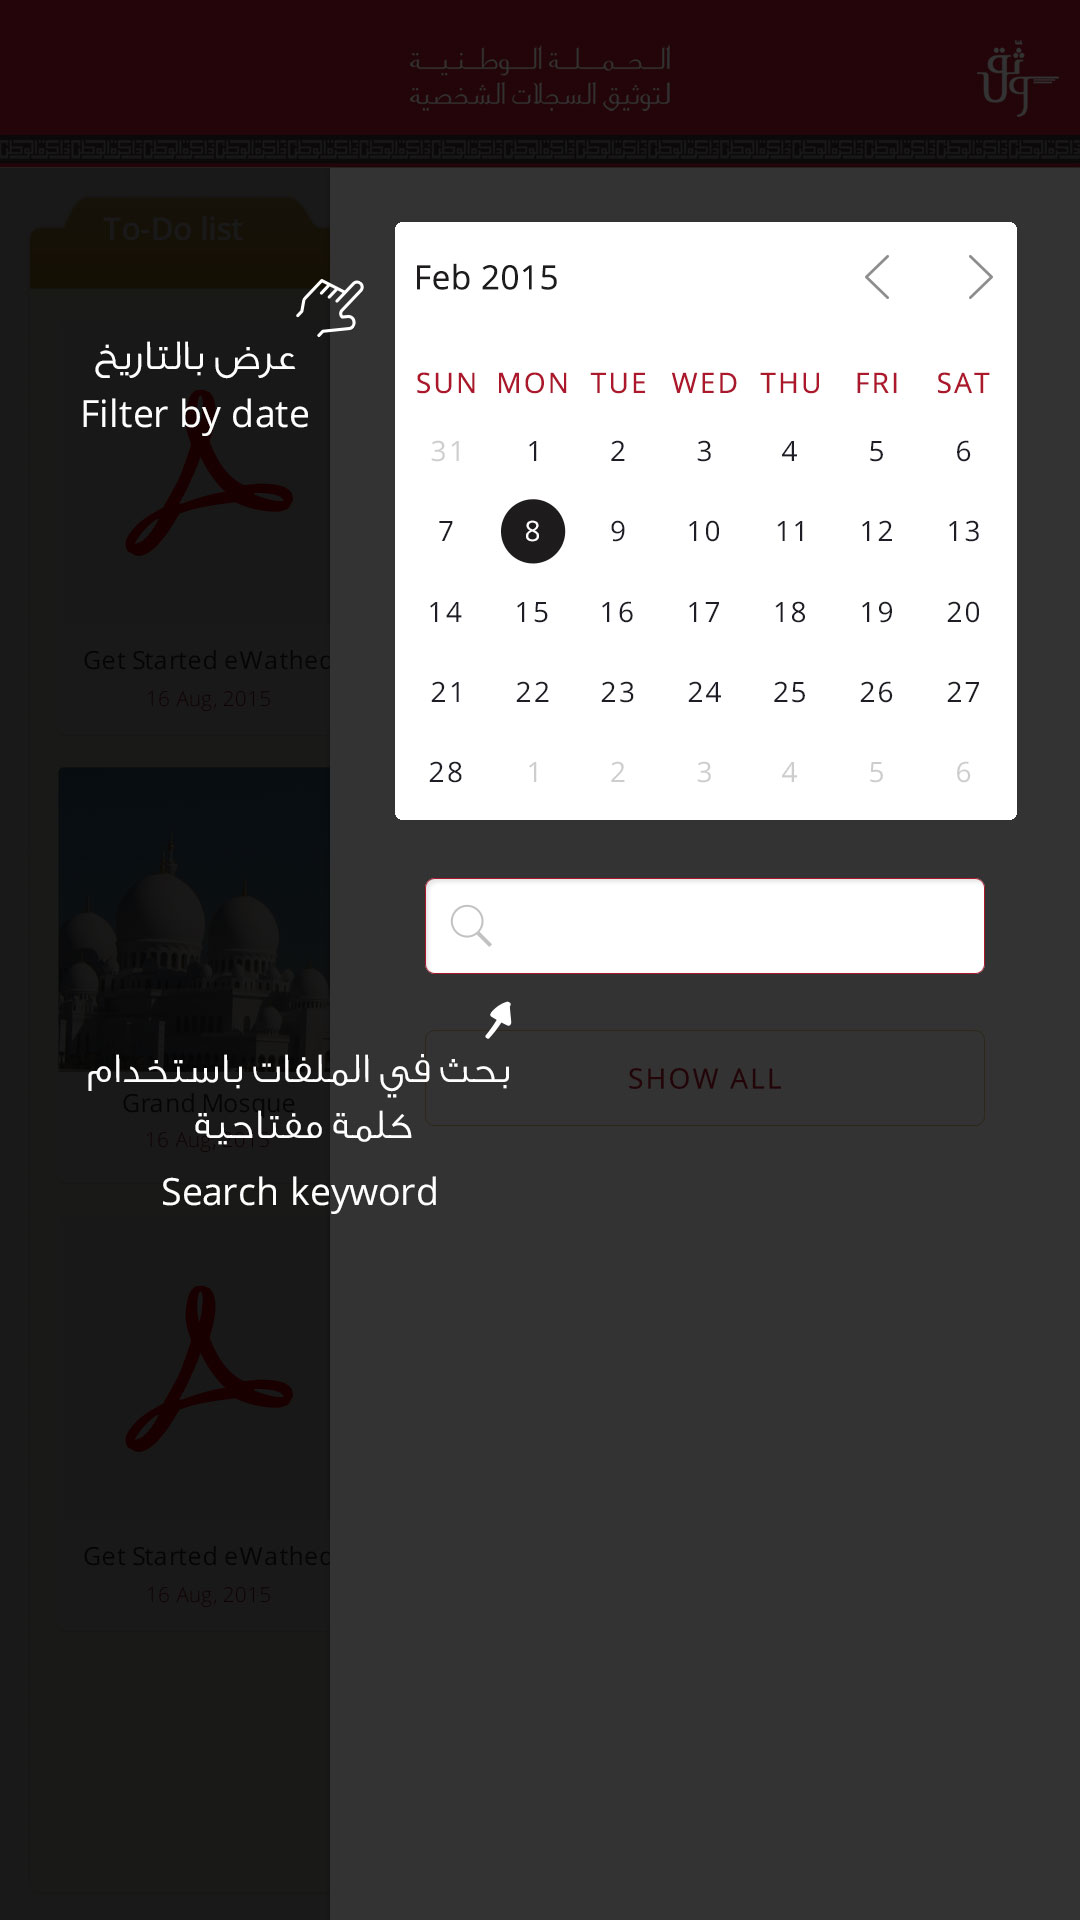 الـحـمـلـة الـوطـنـيـة
لتوثيق السجلات الشخصية
وثق
To-Do list
عرض بالتاريخ
Filter by date
Get Started eWathed
16 Aug, 2015
Feb 2015
SUN MON TUE WED THU FRI SAT
31 1 2 3 4 5 6
7 8 9 10 11 12 13
14 15 16 17 18 19 20
21 22 23 24 25 26 27
28 1 2 3 4 5 6
SHOW ALL
بحث في الملفات باستخدام
كلمة مفتاحية
Search keyword
Grand Mosque
16 Aug, 2015
Get Started eWathed
16 Aug, 2015